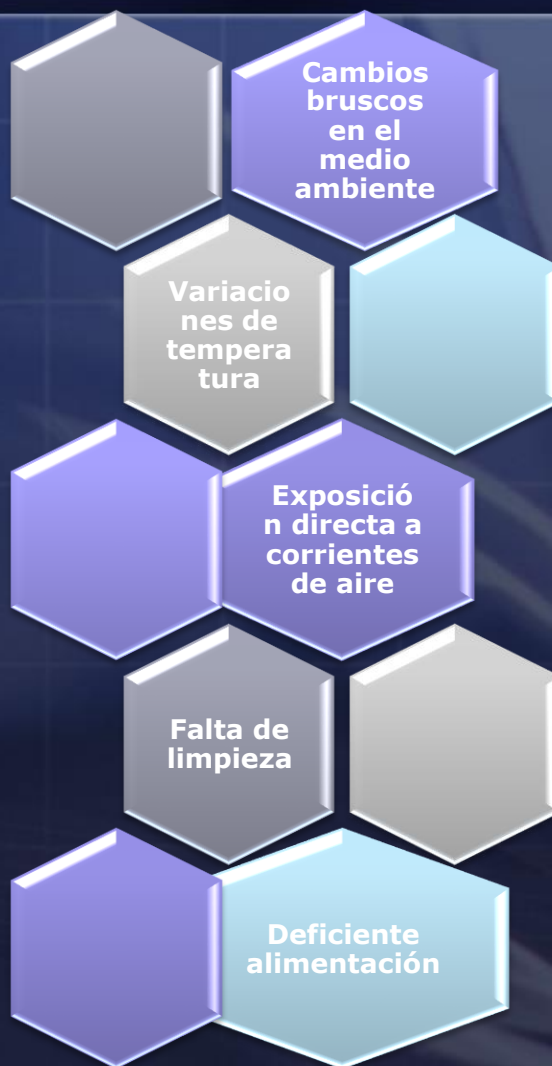 Cambios
bruscos
en el
medio
ambiente
Variacio
nes de
tempera
tura
Exposició
n directa a
corrientes
de aire
Falta de
limpieza
Deficiente
alimentación